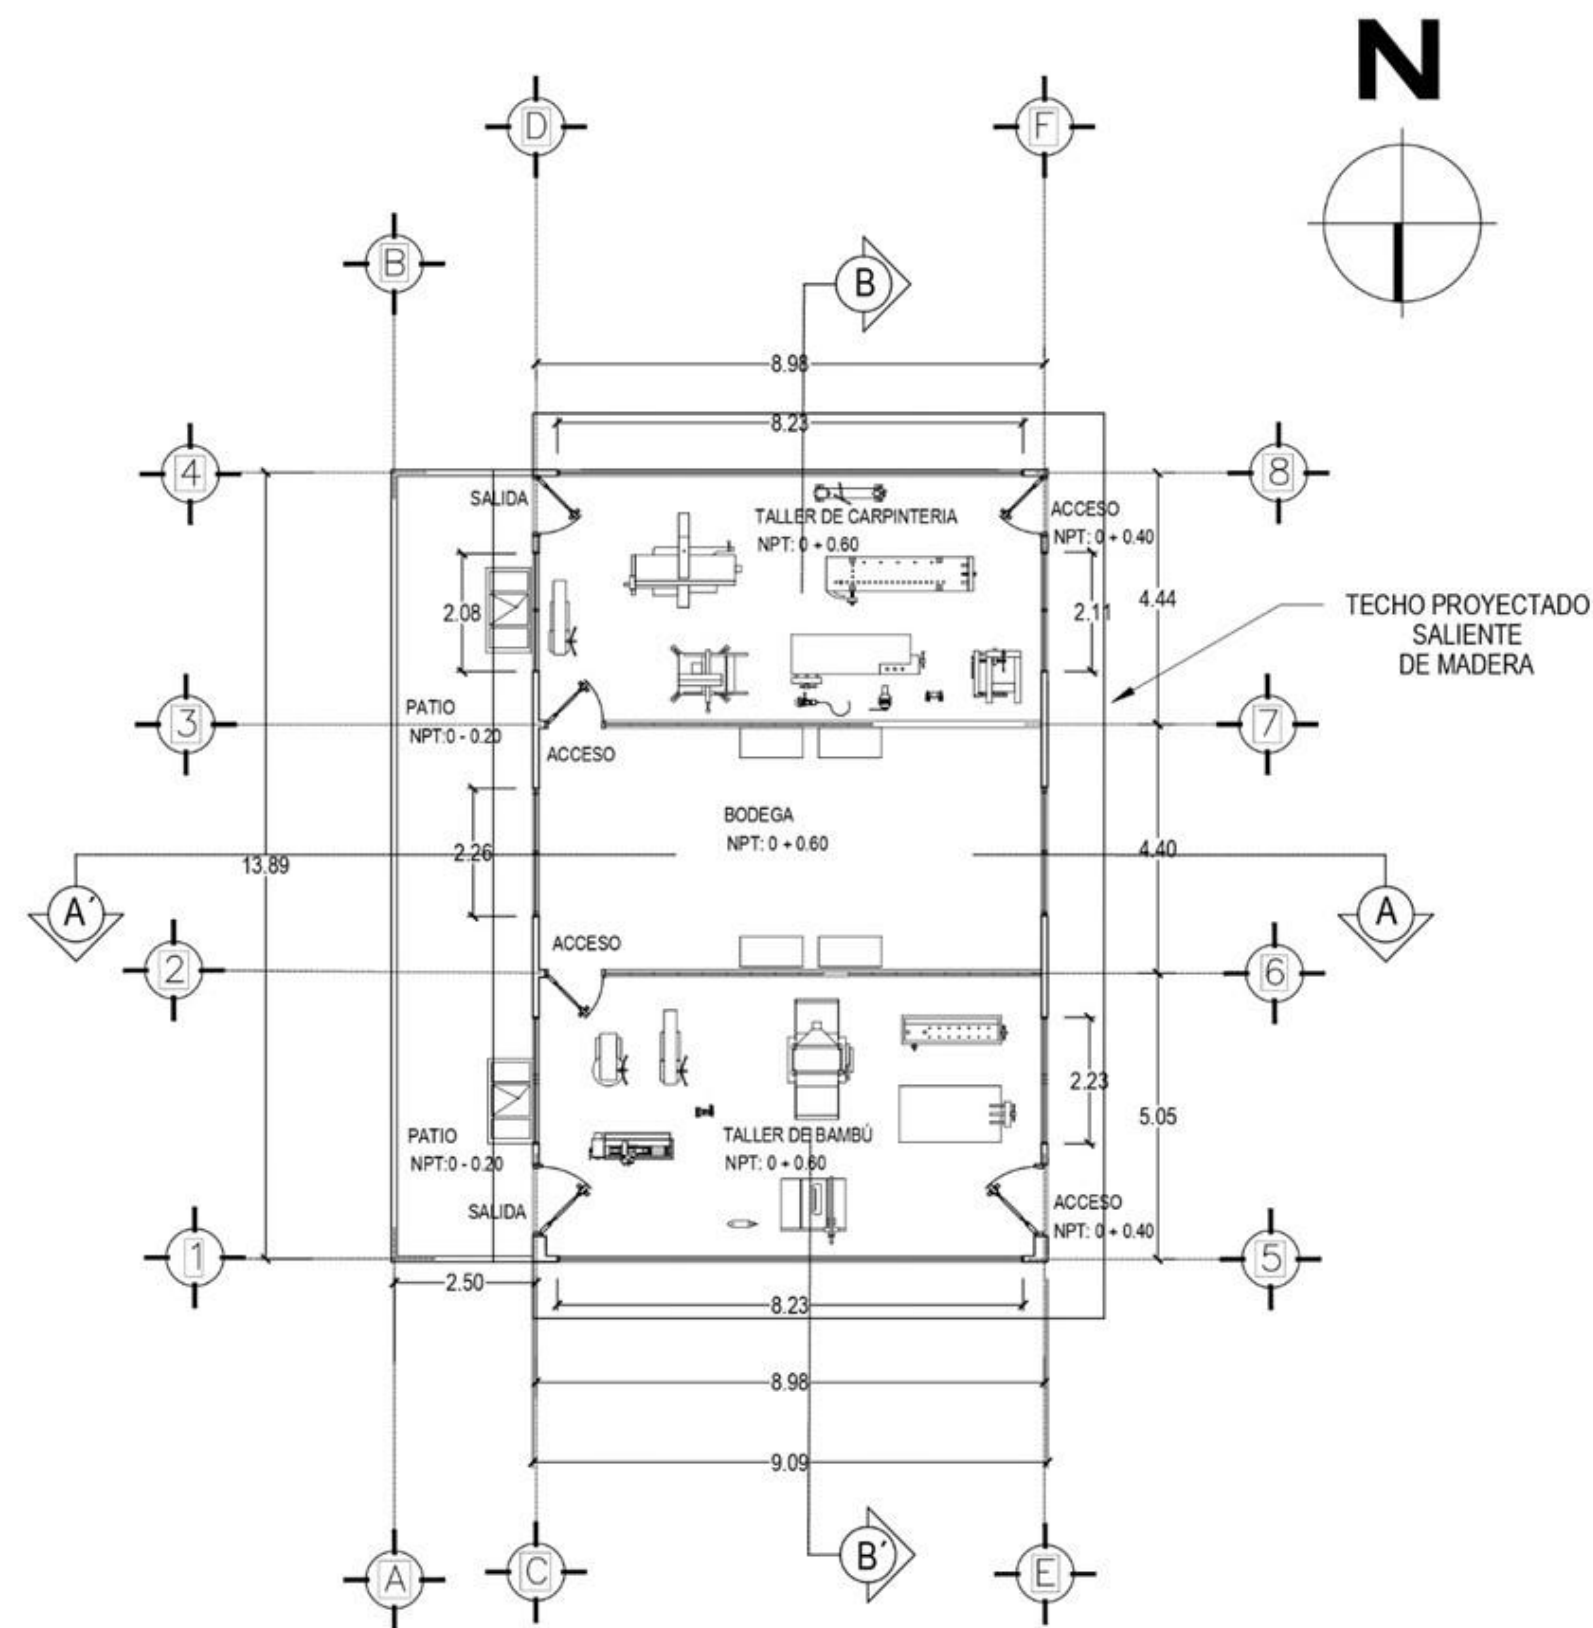 N
D
F
B
B
8.98
8.23
4
8
SALIDA
TALLER DE CARPINTERIA
NPT: 0 + 0.60
ACCESO
NPT: 0 + 0.40
2.08
2.11
4.44
TECHO PROYECTADO
SALIENTE
DE MADERA
PATIO
NPT:0 - 0.20
3
7
ACCESO
BODEGA
NPT: 0 + 0.60
13.89
2.26
4.40
A´
A
ACCESO
2
6
2.23
5.05
PATIO
NPT:0 - 0.20
TALLER DE BAMBÚ
NPT: 0 + 0.60
SALIDA
ACCESO
NPT: 0 + 0.40
1
5
2.50
8.23
8.98
9.09
B´
A
C
E